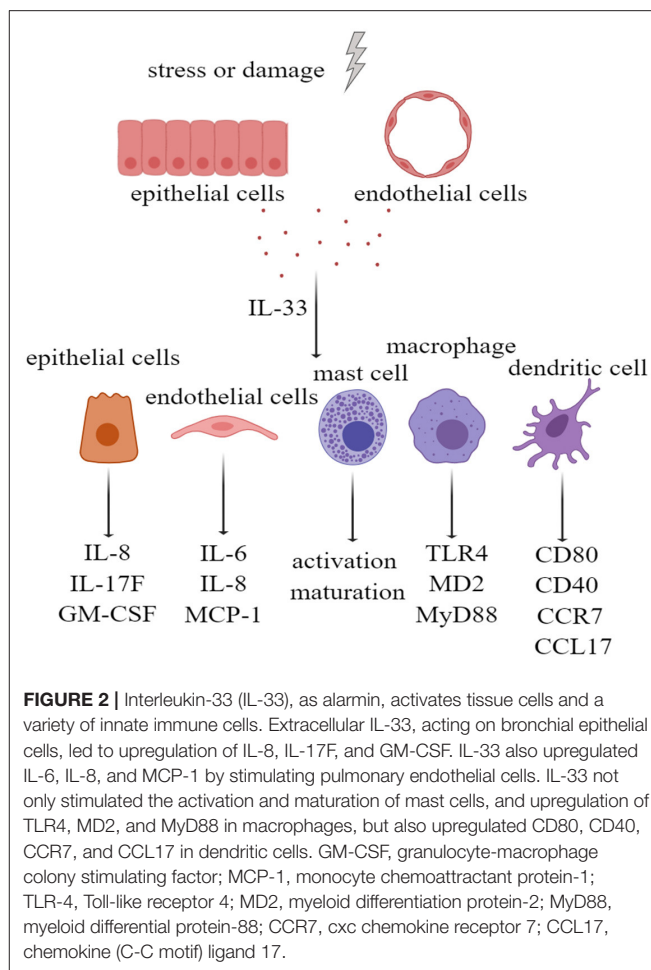 stress or damage
epithelial cells
endothelial cells
IL-33
epithelial cells
endothelial cells
mast cell
macrophage
dendritic cell
IL-8
IL-17F
GM-CSF
IL-6
IL-8
MCP-1
activation
maturation
TLR4
MD2
MyD88
CD80
CD40
CCR7
CCL17
FIGURE 2 | Interleukin-33 (IL-33), as alarmin, activates tissue cells and a
variety of innate immune cells. Extracellular IL-33, acting on bronchial epithelial
cells, led to upregulation of IL-8, IL-17F, and GM-CSF. IL-33 also upregulated
IL-6, IL-8, and MCP-1 by stimulating pulmonary endothelial cells. IL-33 not
only stimulated the activation and maturation of mast cells, and upregulation of
TLR4, MD2, and MyD88 in macrophages, but also upregulated CD80, CD40,
CCR7, and CCL17 in dendritic cells. GM-CSF, granulocyte-macrophage
colony stimulating factor; MCP-1, monocyte chemoattractant protein-1;
TLR-4, Toll-like receptor 4; MD2, myeloid differentiation protein-2; MyD88,
myeloid differential protein-88; CCR7, cxc chemokine receptor 7; CCL17,
chemokine (C-C motif) ligand 17.